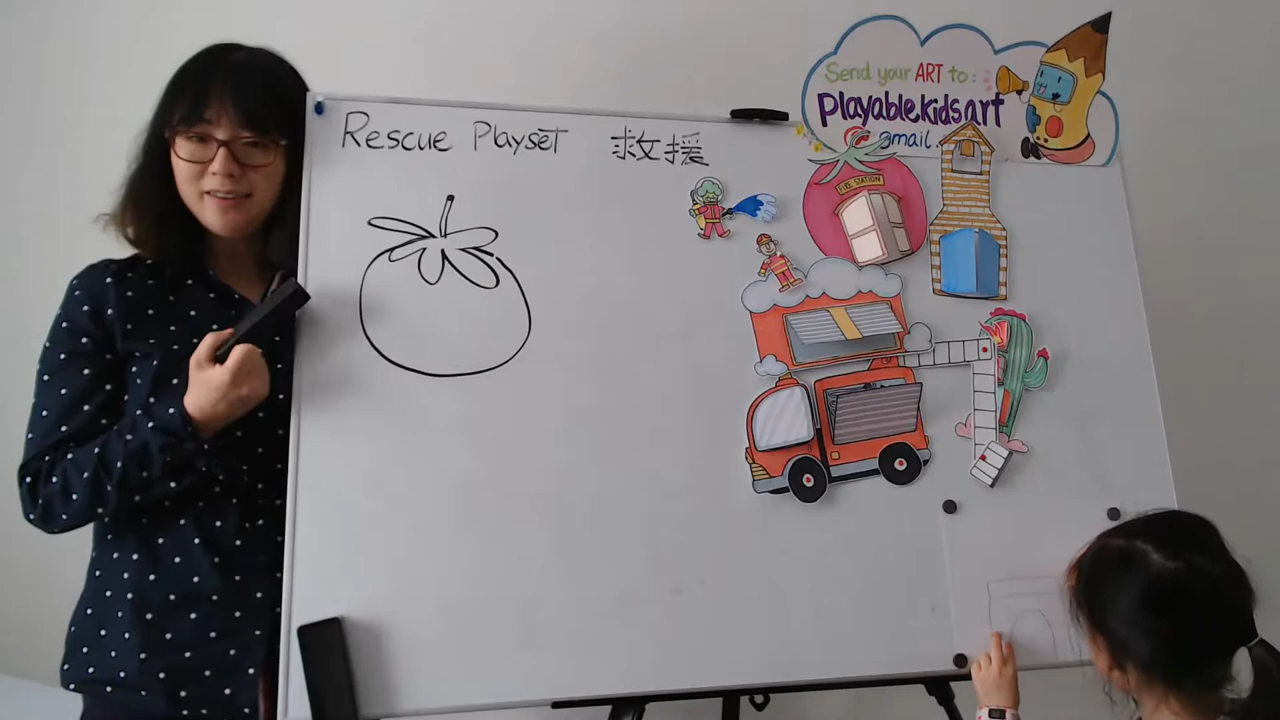 Rescue Playset 救援
Send your ART to:
Playablekidsart
gmail.
FIRE STATION